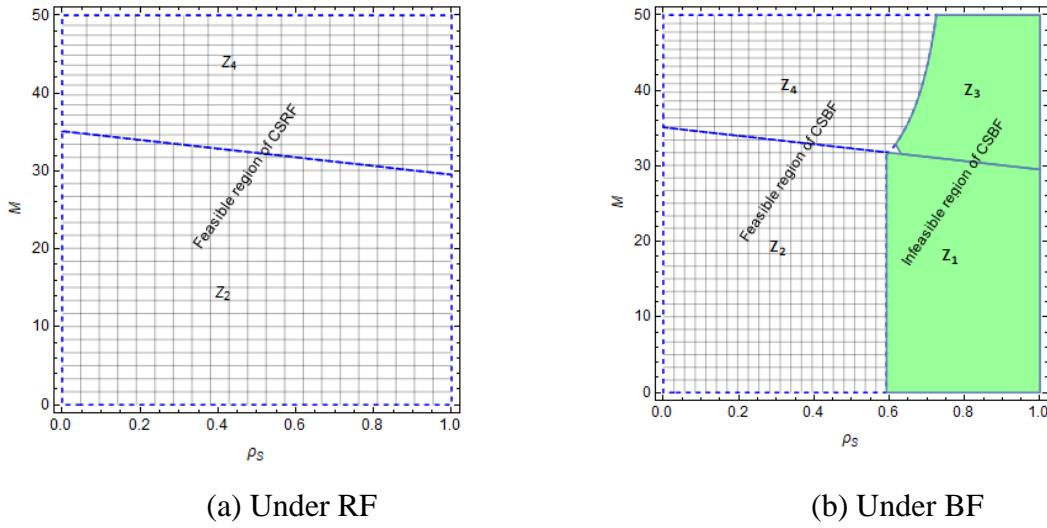 50
40
30
20
10
0
M
Z4
Feasible region of CSRF
Z2
0.0 0.2 0.4 0.6 0.8 1.0
ρS
(a) Under RF
50
40
30
20
10
0
M
Z4
Z3
Feasible region of CSBF
Infeasible region of CSBF
Z2
Z1
0.0 0.2 0.4 0.6 0.8 1.0
ρS
(b) Under BF